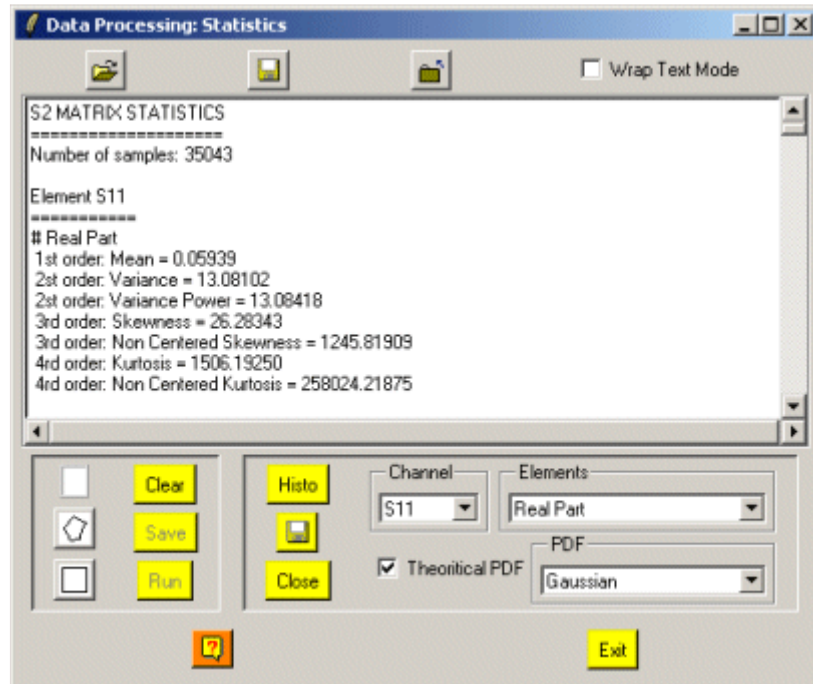 Data Processing: Statistics
Wrap Text Mode
S2 MATRIX STATISTICS
====================
Number of samples: 35043
Element S11
===========
# Real Part
1st order: Mean = 0.05939
2st order: Variance = 13.08102
2st order: Variance Power = 13.08418
3rd order: Skewness = 26.28343
3rd order: Non Centered Skewness = 1245.81909
4rd order: Kurtosis = 1506.19250
4rd order: Non Centered Kurtosis = 258024.21875
Clear
Save
Run
Histo
Close
Channel
S11
Elements
Real Part
Theoritical PDF
PDF
Gaussian
?
Exit